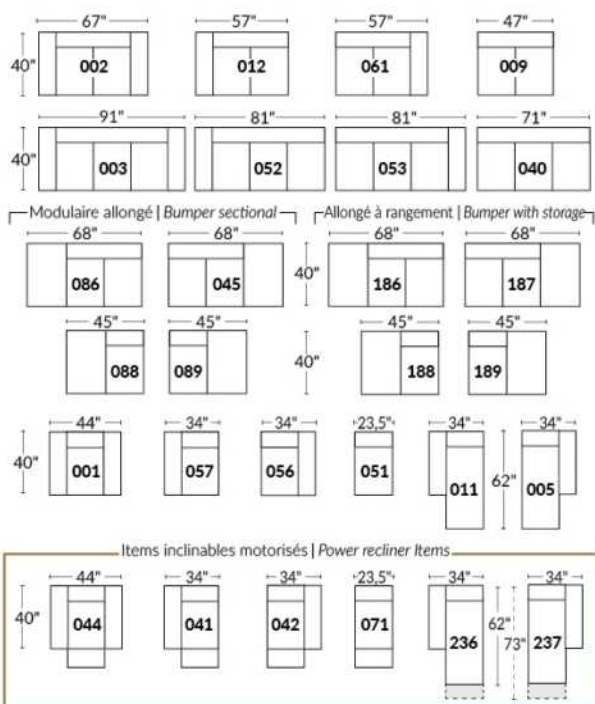 67" 57" 57" 47"
40" 002 012 061 009
91" 81" 81" 71"
40" 003 052 053 040
Modulaire allongé | Bumper sectional Allongé à rangement | Bumper with storage
68" 68" 68" 68"
086 045 40" 186 187
45" 45" 45" 45"
088 089 40" 188 189
44" 34" 34" 23,5" 34" 34"
40" 001 057 056 051 011 62" 005
Items inclinables motorisés | Power recliner Items
44" 34" 34" 23,5" 34" 34"
40" 044 041 042 071 236 62" 73" 237